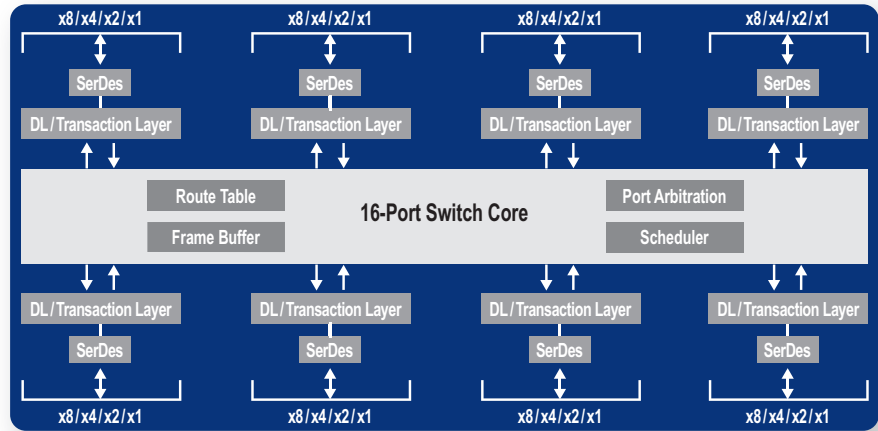 x8/x4/x2/x1 x8/x4/x2/x1 x8/x4/x2/x1 x8/x4/x2/x1
SerDes SerDes SerDes SerDes
DL/Transaction Layer DL/Transaction Layer DL/Transaction Layer DL/Transaction Layer
Route Table Port Arbitration
16-Port Switch Core
Frame Buffer Scheduler
DL/Transaction Layer DL/Transaction Layer DL/Transaction Layer DL/Transaction Layer
SerDes SerDes SerDes SerDes
x8/x4/x2/x1 x8/x4/x2/x1 x8/x4/x2/x1 x8/x4/x2/x1